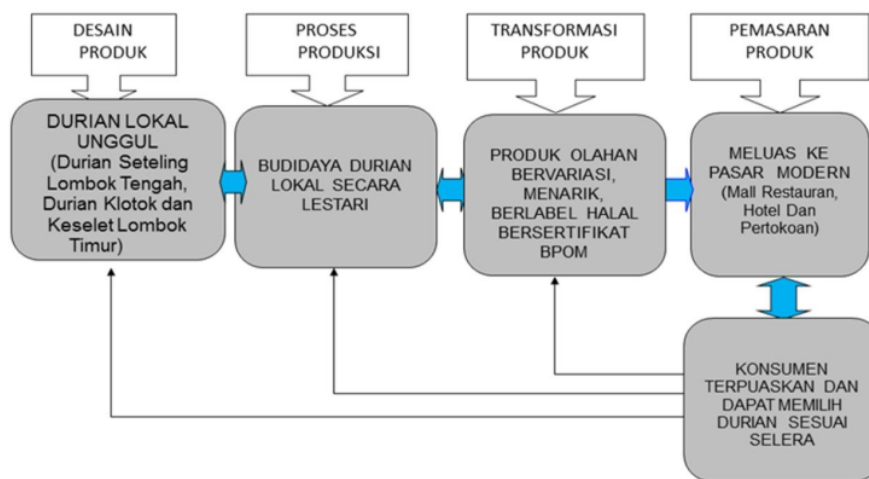 DESAIN
PRODUK
PROSES
PRODUKSI
TRANSFORMASI
PRODUK
PEMASARAN
PRODUK
DURIAN LOKAL
UNGGUL
(Durian Seteling
Lombok Tengah,
Durian Klotok dan
Keselet Lombok
Timur)
BUDIDAYA DURIAN
LOKAL SECARA
LESTARI
PRODUK OLAHAN
BERVARIASI,
MENARIK,
BERLABEL HALAL
BERSERTIFIKAT
BPOM
MELUAS KE
PASAR MODERN
(Mall Restauran,
Hotel Dan
Pertokoan)
KONSUMEN
TERPUASKAN DAN
DAPAT MEMILIH
DURIAN SESUAI
SELERA